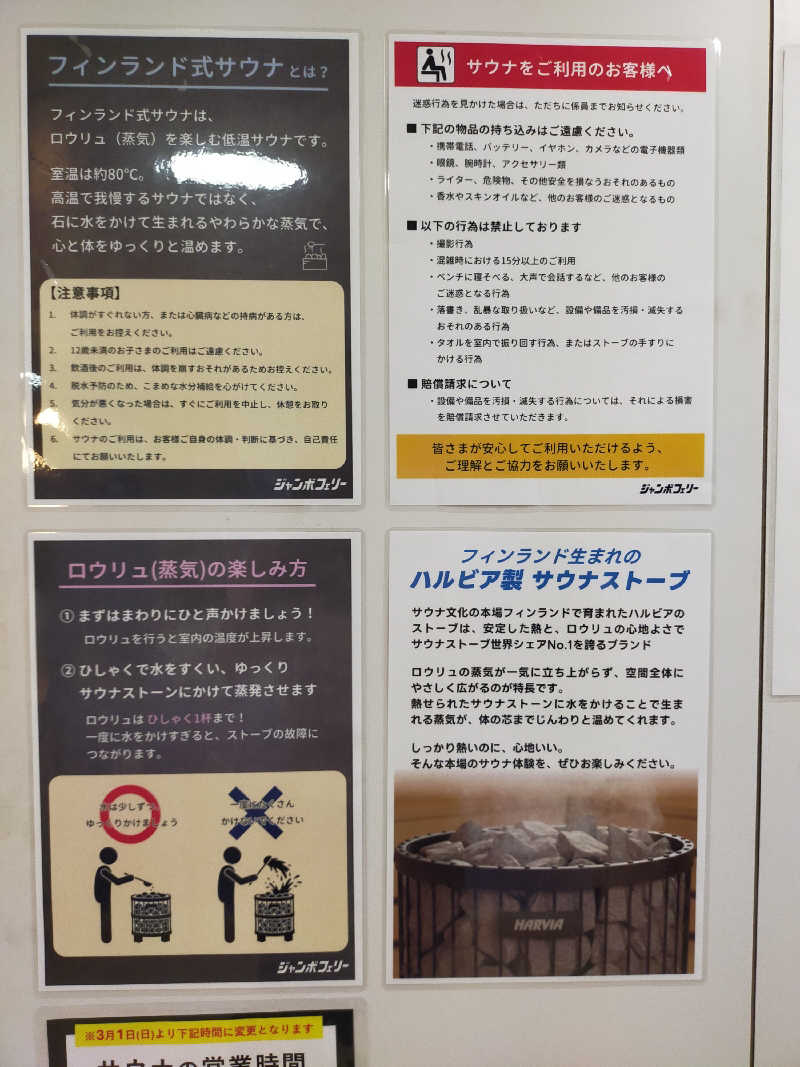 フィンランド式サウナとは？
フィンランド式サウナは、
ロウリュ（蒸気）を楽しむ低温サウナです。
室温は約80℃。
高温で我慢するサウナではなく、
石に水をかけて生まれるやわらかな蒸気で、
心と体をゆっくりと温めます。
【注意事項】
1. 体調がすぐれない方、または心臓病などの持病がある方は、
ご利用をお控えください。
2. 12歳未満のお子さまのご利用はご遠慮ください。
3. 飲酒後のご利用は、体調を崩すおそれがあるためお控えください。
4. 脱水予防のため、こまめな水分補給を心がけてください。
5. 気分が悪くなった場合は、すぐにご利用を中止し、休憩をお取り
ください。
6. サウナのご利用は、お客様ご自身の体調・判断に基づき、自己責任
にてお願いいたします。
ジャンボフェリー
サウナをご利用のお客様へ
迷惑行為を見かけた場合は、ただちに係員までお知らせください。
■ 下記の物品の持ち込みはご遠慮ください。
・携帯電話、バッテリー、イヤホン、カメラなどの電子機器類
・眼鏡、腕時計、アクセサリー類
・ライター、危険物、その他安全を損なうおそれのあるもの
・香水やスキンオイルなど、他のお客様のご迷惑となるもの
■ 以下の行為は禁止しております
・撮影行為
・混雑時における15分以上のご利用
・ベンチに寝そべる、大声で会話するなど、他のお客様の
ご迷惑となる行為
・落書き、乱暴な取り扱いなど、設備や備品を汚損・滅失する
おそれのある行為
・タオルを室内で振り回す行為、またはストーブの手すりに
かける行為
■ 賠償請求について
・設備や備品を汚損・滅失する行為については、それによる損害
を賠償請求させていただきます。
皆さまが安心してご利用いただけるよう、
ご理解とご協力をお願いいたします。
ジャンボフェリー
ロウリュ(蒸気)の楽しみ方
① まずはまわりにひと声かけましょう！
ロウリュを行うと室内の温度が上昇します。
② ひしゃくで水をすくい、ゆっくり
サウナストーンにかけて蒸発させます
ロウリュは ひしゃく1杯まで！
一度に水をかけすぎると、ストーブの故障に
つながります。
水は少しずつ、
ゆっくりかけましょう
一度にたくさん
かけないでください
ジャンボフェリー
フィンランド生まれの
ハルビア製 サウナストーブ
サウナ文化の本場フィンランドで育まれたハルビアの
ストーブは、安定した熱と、ロウリュの心地よさで
サウナストーブ世界シェアNo.1を誇るブランド
ロウリュの蒸気が一気に立ち上がらず、空間全体に
やさしく広がるのが特長です。
熱せられたサウナストーンに水をかけることで生ま
れる蒸気が、体の芯までじんわりと温めてくれます。
しっかり熱いのに、心地いい。
そんな本場のサウナ体験を、ぜひお楽しみください。
HARVIA
※3月1日(日)より下記時間に変更となります
サウナの営業時間